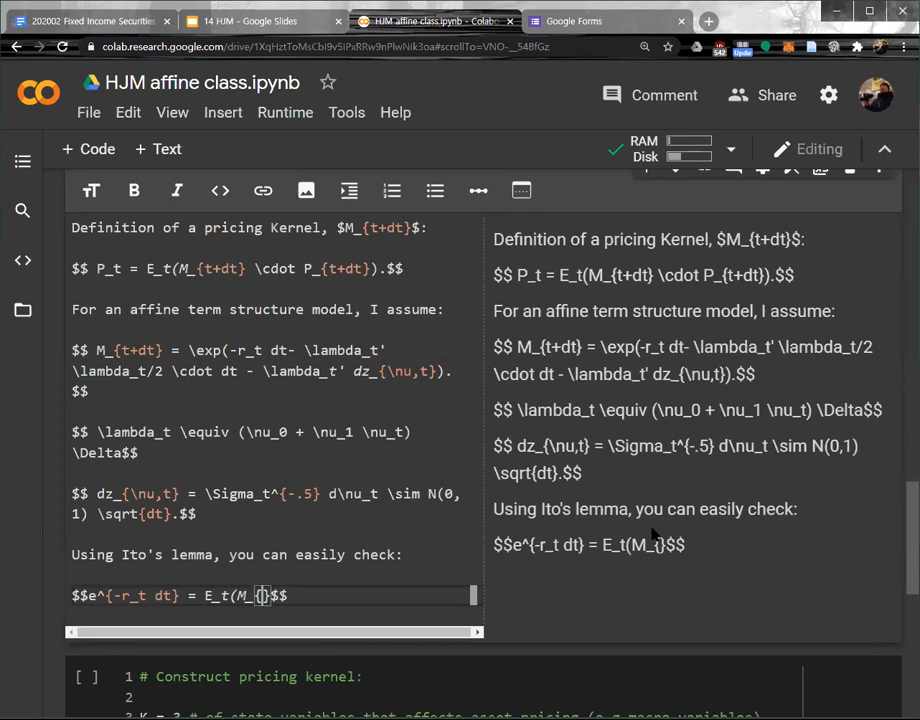 202002 Fixed Income Securities
14 HJM - Google Slides
HJM affine class.ipynb - Colabo
Google Forms
colab.research.google.com/drive/1XqHztToMsCbI9v5IPxRRw9nPlwNik3oa#scrollTo=VNO-__548fGz
542
Upda
HJM affine class.ipynb
Comment
Share
File Edit View Insert Runtime Tools Help
+ Code + Text
RAM
Disk
Editing
Definition of a pricing Kernel, $M_{t+dt}$:
$$ P_t = E_t(M_{t+dt} \cdot P_{t+dt}).$$
For an affine term structure model, I assume:
$$ M_{t+dt} = \exp(-r_t dt- \lambda_t'
\lambda_t/2 \cdot dt - \lambda_t' dz_{\nu,t}).
$$
$$ \lambda_t \equiv (\nu_0 + \nu_1 \nu_t)
\Delta$$
$$ dz_{\nu,t} = \Sigma_t^{-.5} d\nu_t \sim N(0,
1) \sqrt{dt}.$$
Using Ito's lemma, you can easily check:
$$e^{-r_t dt} = E_t(M_{}$$
Definition of a pricing Kernel, $M_{t+dt}$:
$$ P_t = E_t(M_{t+dt} \cdot P_{t+dt}).$$
For an affine term structure model, I assume:
$$ M_{t+dt} = \exp(-r_t dt- \lambda_t' \lambda_t/2
\cdot dt - \lambda_t' dz_{\nu,t}).$$
$$ \lambda_t \equiv (\nu_0 + \nu_1 \nu_t) \Delta$$
$$ dz_{\nu,t} = \Sigma_t^{-.5} d\nu_t \sim N(0,1)
\sqrt{dt}.$$
Using Ito's lemma, you can easily check:
$$e^{-r_t dt} = E_t(M_{}$$
[ ] 1 # Construct pricing kernel:
2
3 K = 3 # of state variables that affects asset pricing (e.g macro variables)